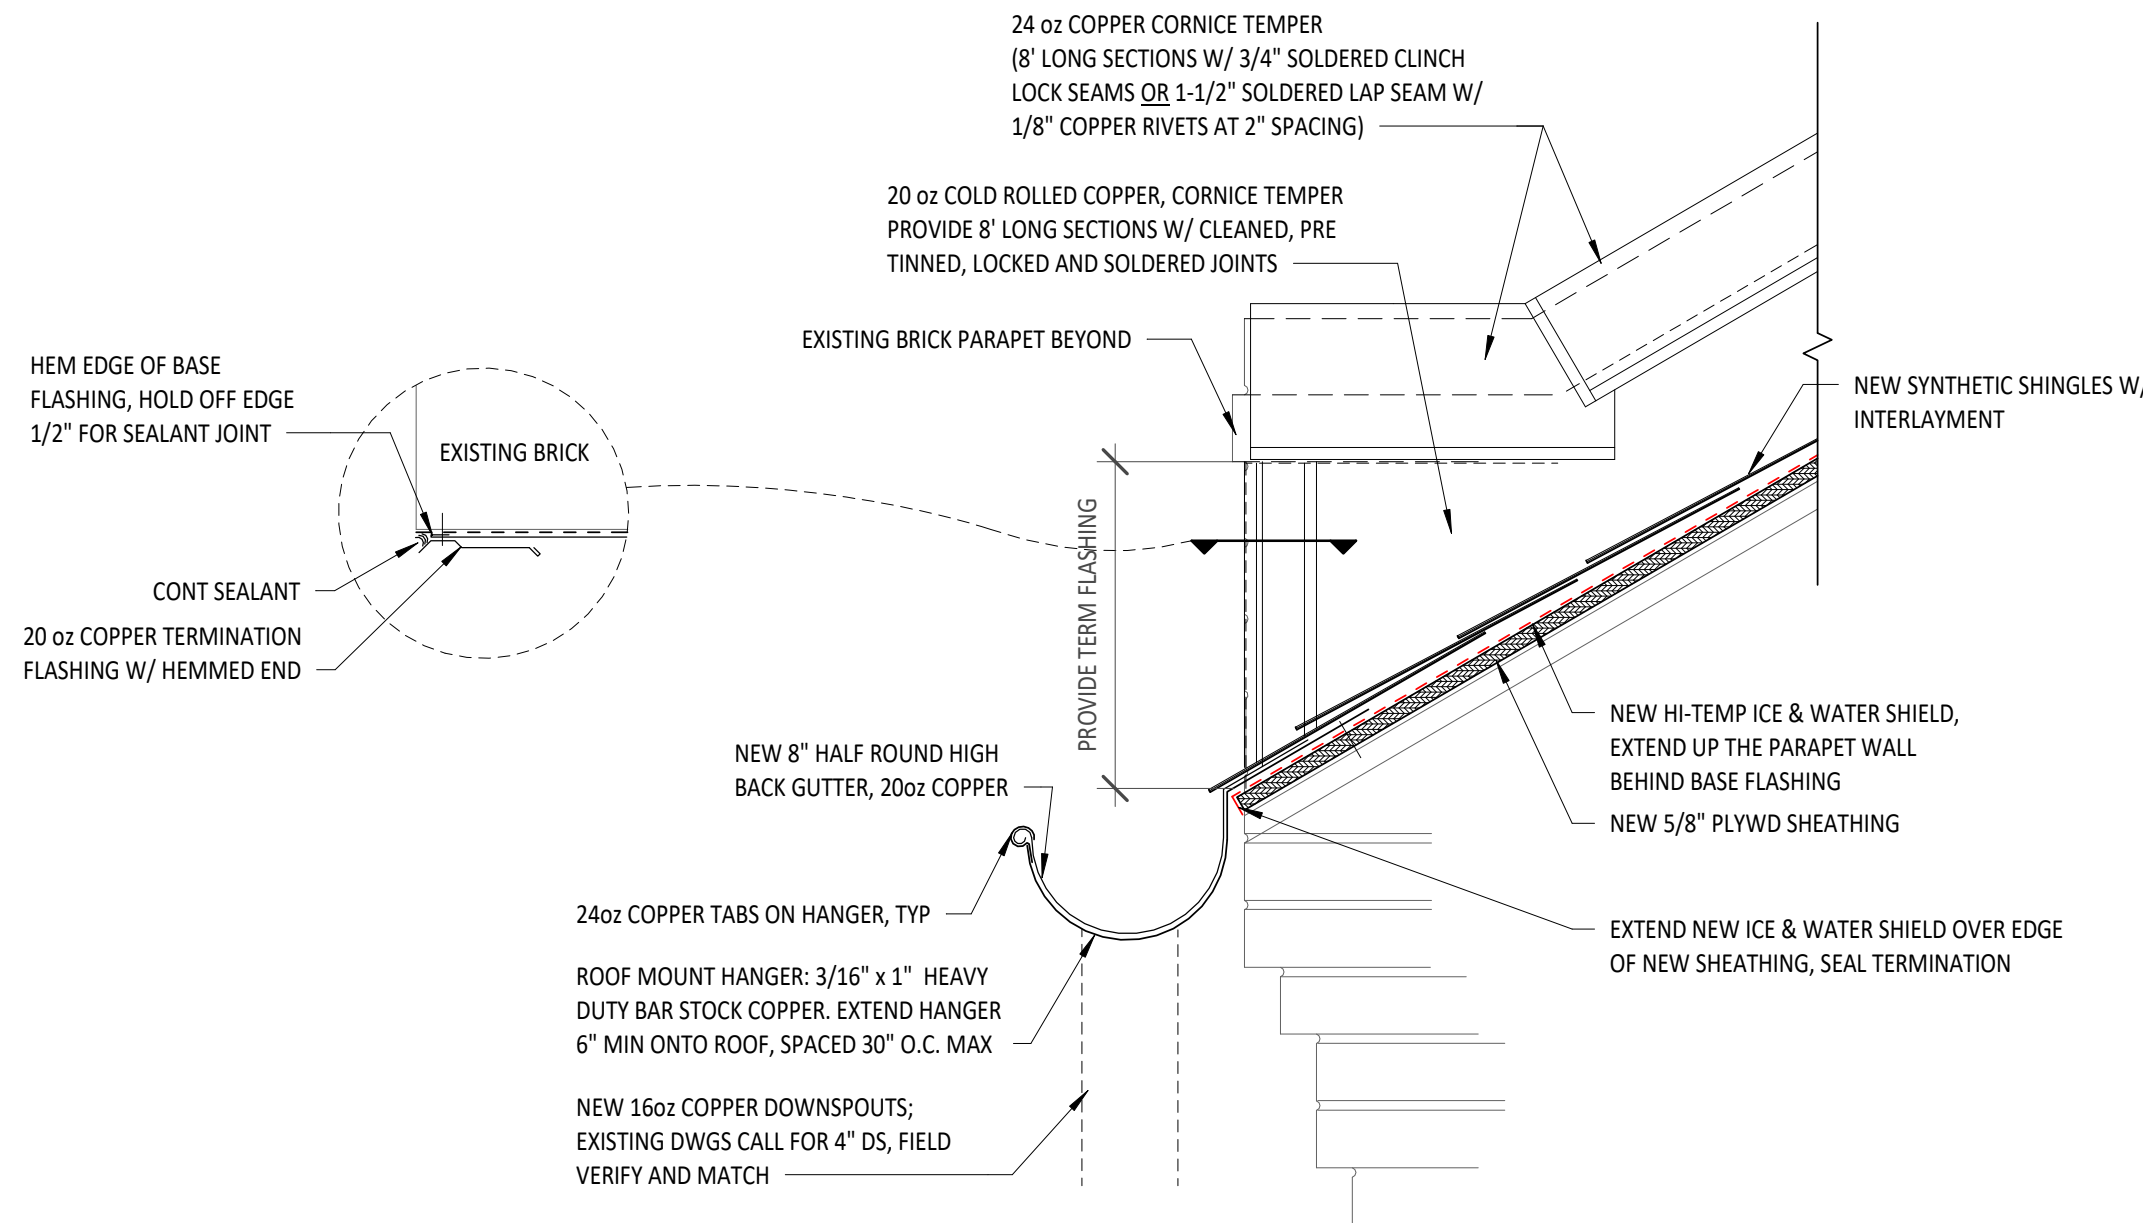 24 oz COPPER CORNICE TEMPER
(8' LONG SECTIONS W/ 3/4" SOLDERED CLINCH
LOCK SEAMS OR 1-1/2" SOLDERED LAP SEAM W/
1/8" COPPER RIVETS AT 2" SPACING)
20 oz COLD ROLLED COPPER, CORNICE TEMPER
PROVIDE 8' LONG SECTIONS W/ CLEANED, PRE
TINNED, LOCKED AND SOLDERED JOINTS
EXISTING BRICK PARAPET BEYOND
HEM EDGE OF BASE
FLASHING, HOLD OFF EDGE
1/2" FOR SEALANT JOINT
EXISTING BRICK
CONT SEALANT
20 oz COPPER TERMINATION
FLASHING W/ HEMMED END
PROVIDE TERM FLASHING
NEW SYNTHETIC SHINGLES W/
INTERLAYMENT
NEW HI-TEMP ICE & WATER SHIELD,
EXTEND UP THE PARAPET WALL
BEHIND BASE FLASHING
NEW 5/8" PLYWD SHEATHING
EXTEND NEW ICE & WATER SHIELD OVER EDGE
OF NEW SHEATHING, SEAL TERMINATION
NEW 8" HALF ROUND HIGH
BACK GUTTER, 20oz COPPER
24oz COPPER TABS ON HANGER, TYP
ROOF MOUNT HANGER: 3/16" x 1" HEAVY
DUTY BAR STOCK COPPER. EXTEND HANGER
6" MIN ONTO ROOF, SPACED 30" O.C. MAX
NEW 16oz COPPER DOWNSPOUTS;
EXISTING DWGS CALL FOR 4" DS, FIELD
VERIFY AND MATCH